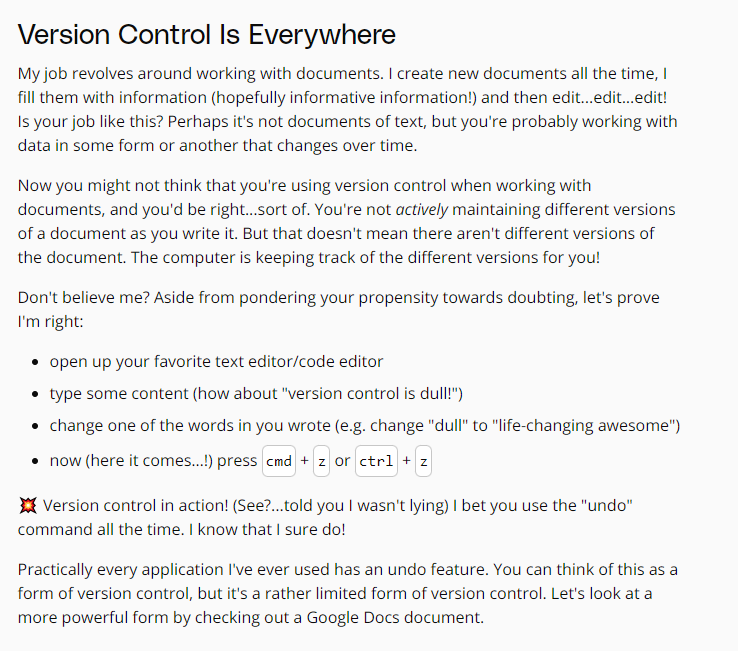 Version Control Is Everywhere
My job revolves around working with documents. I create new documents all the time, I
fill them with information (hopefully informative information!) and then edit...edit...edit!
Is your job like this? Perhaps it's not documents of text, but you're probably working with
data in some form or another that changes over time.
Now you might not think that you're using version control when working with
documents, and you'd be right...sort of. You're not actively maintaining different versions
of a document as you write it. But that doesn't mean there aren't different versions of
the document. The computer is keeping track of the different versions for you!
Don't believe me? Aside from pondering your propensity towards doubting, let's prove
I'm right:
• open up your favorite text editor/code editor
• type some content (how about "version control is dull!")
• change one of the words in you wrote (e.g. change "dull" to "life-changing awesome")
• now (here it comes...!) press cmd + z or ctrl + z
💥 Version control in action! (See?...told you I wasn't lying) I bet you use the "undo"
command all the time. I know that I sure do!
Practically every application I've ever used has an undo feature. You can think of this as a
form of version control, but it's a rather limited form of version control. Let's look at a
more powerful form by checking out a Google Docs document.